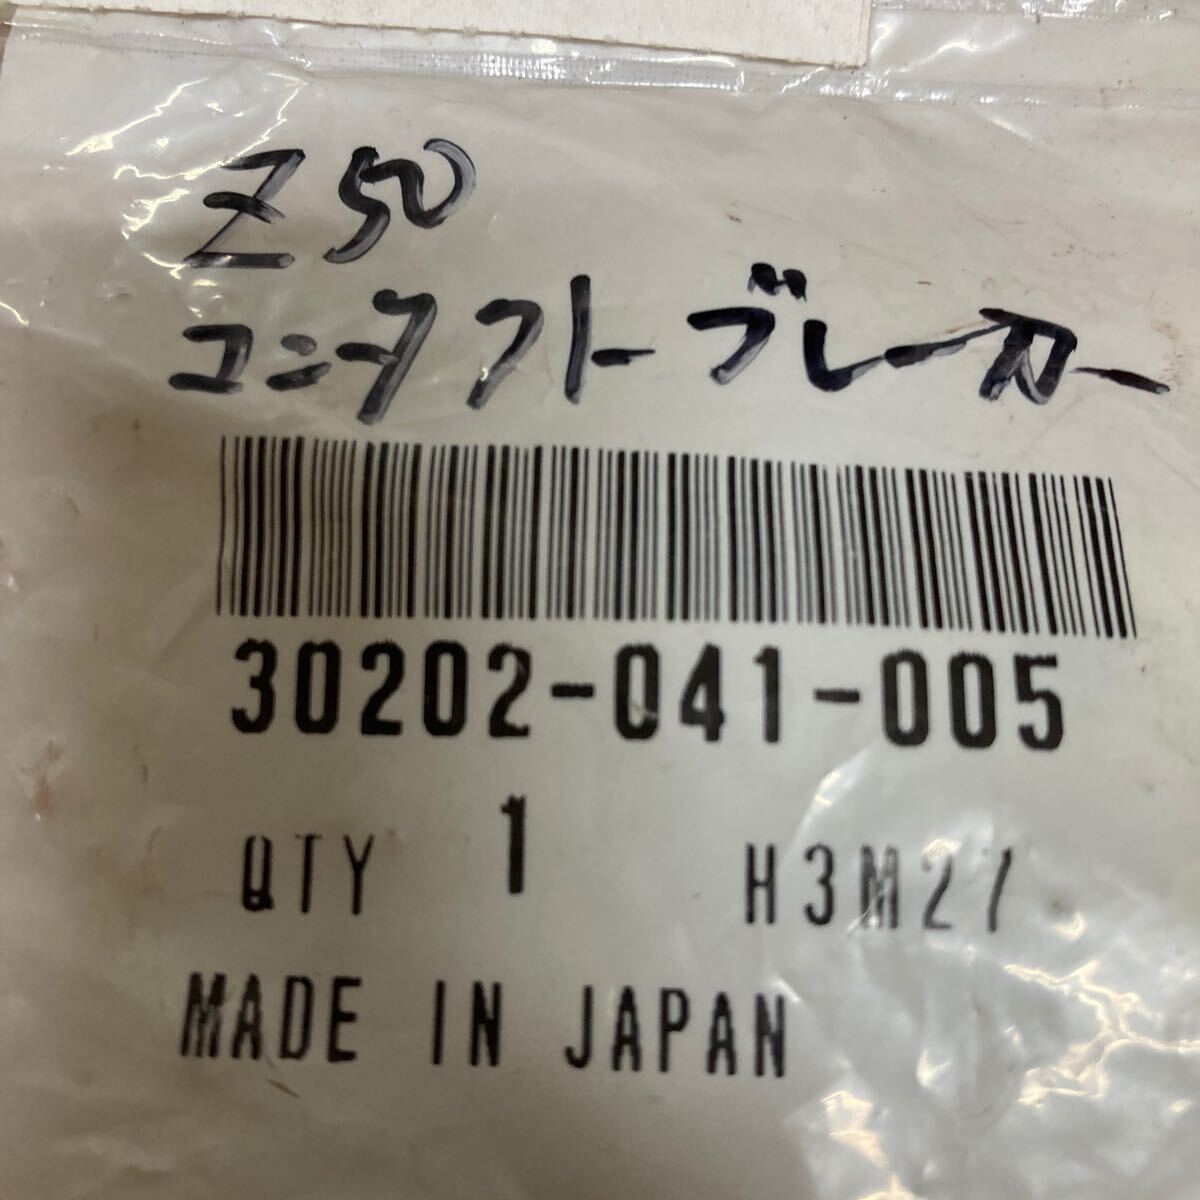 Z50
コンタクトブレーカー
30202-041-005
QTY 1 H3M27
MADE IN JAPAN